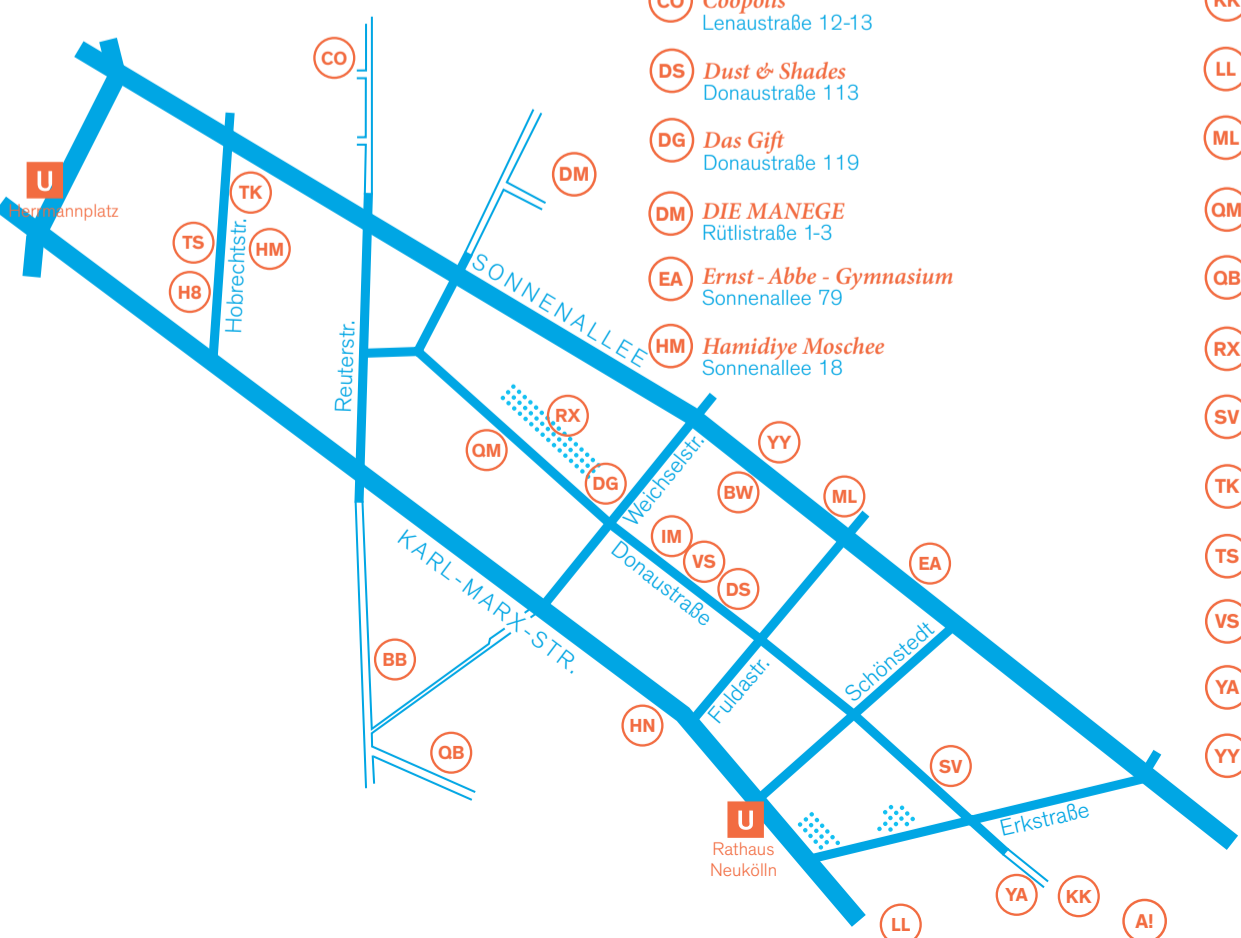 CO Coopolis
Lenaustraße 12-13
DS Dust & Shades
Donaustraße 113
DG Das Gift
Donaustraße 119
DM DIE MANEGE
Rütlistraße 1-3
EA Ernst-Abbe-Gymnasium
Sonnenallee 79
HM Hamidiye Moschee
Sonnenallee 18
KK
LL
ML
QM
QB
RX
SV
TK
TS
VS
YA
YY
CO
DM
U
Herrmannplatz
TK
TS
HM
H8
Hobrechtstr.
SONNENALLEE
Reuterstr.
RX
QM
DG
Weichselstr.
YY
BW
ML
IM
VS
DS
EA
Donaustraße
KARL-MARX-STR.
BB
QB
HN
Fuldastr.
Schönstedt
SV
U
Rathaus
Neukölln
Erkstraße
YA
KK
A!
LL